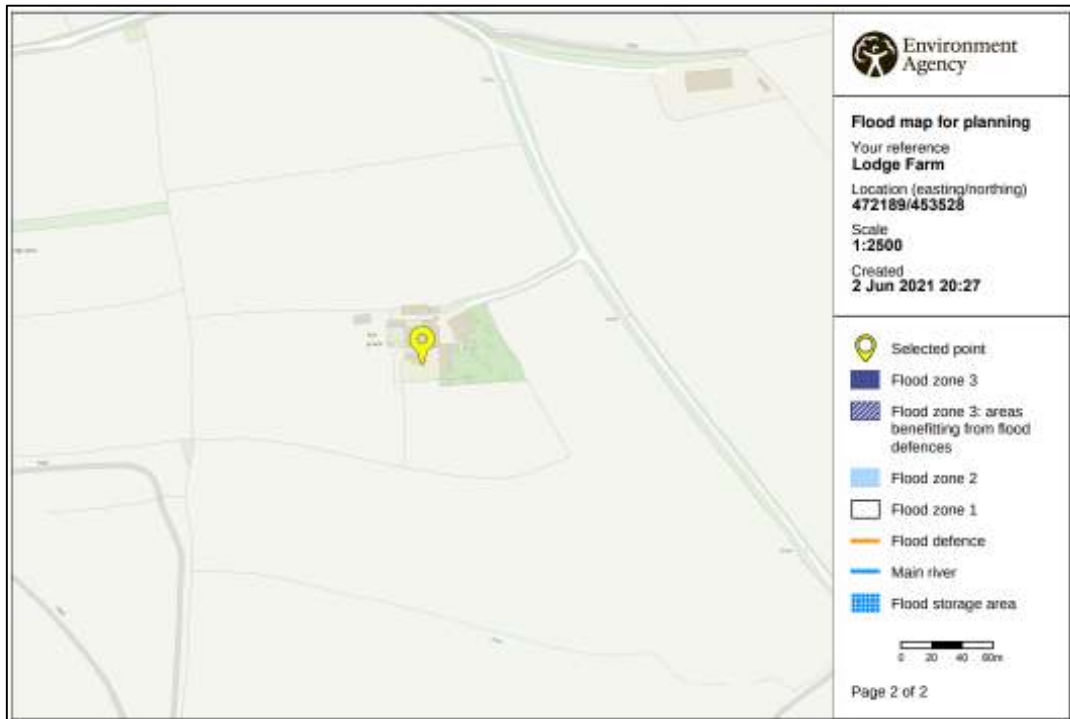 Environment
Agency
Flood map for planning
Your reference
Lodge Farm
Location (easting/northing)
472189/453528
Scale
1:2500
Created
2 Jun 2021 20:27
Selected point
Flood zone 3
Flood zone 3: areas
benefitting from flood
defences
Flood zone 2
Flood zone 1
Flood defence
Main river
Flood storage area
0 20 40 60m
Page 2 of 2